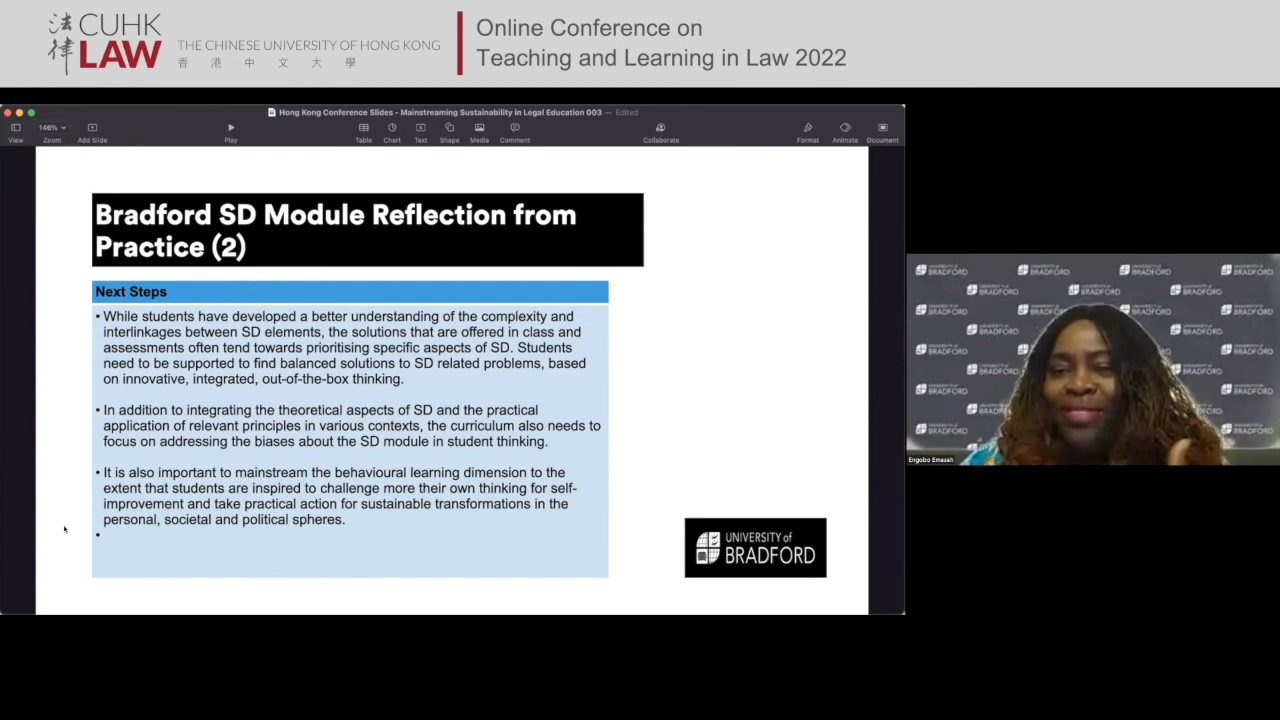 法律
CUHK
LAW
THE CHINESE UNIVERSITY OF HONG KONG
香港中文大學
Online Conference on
Teaching and Learning in Law 2022
Hong Kong Conference Slides - Mainstreaming Sustainability in Legal Education 003 — Edited
146%
View
Zoom
Add Slide
Play
Table
Chart
Text
Shape
Media
Comment
Collaborate
Format
Animate
Document
Bradford SD Module Reflection from
Practice (2)
Next Steps
• While students have developed a better understanding of the complexity and
interlinkages between SD elements, the solutions that are offered in class and
assessments often tend towards prioritising specific aspects of SD. Students
need to be supported to find balanced solutions to SD related problems, based
on innovative, integrated, out-of-the-box thinking.
• In addition to integrating the theoretical aspects of SD and the practical
application of relevant principles in various contexts, the curriculum also needs to
focus on addressing the biases about the SD module in student thinking.
• It is also important to mainstream the behavioural learning dimension to the
extent that students are inspired to challenge more their own thinking for self-
improvement and take practical action for sustainable transformations in the
personal, societal and political spheres.
•
UNIVERSITY of
BRADFORD
UNIVERSITY of
BRADFORD
Engobo Emeseh